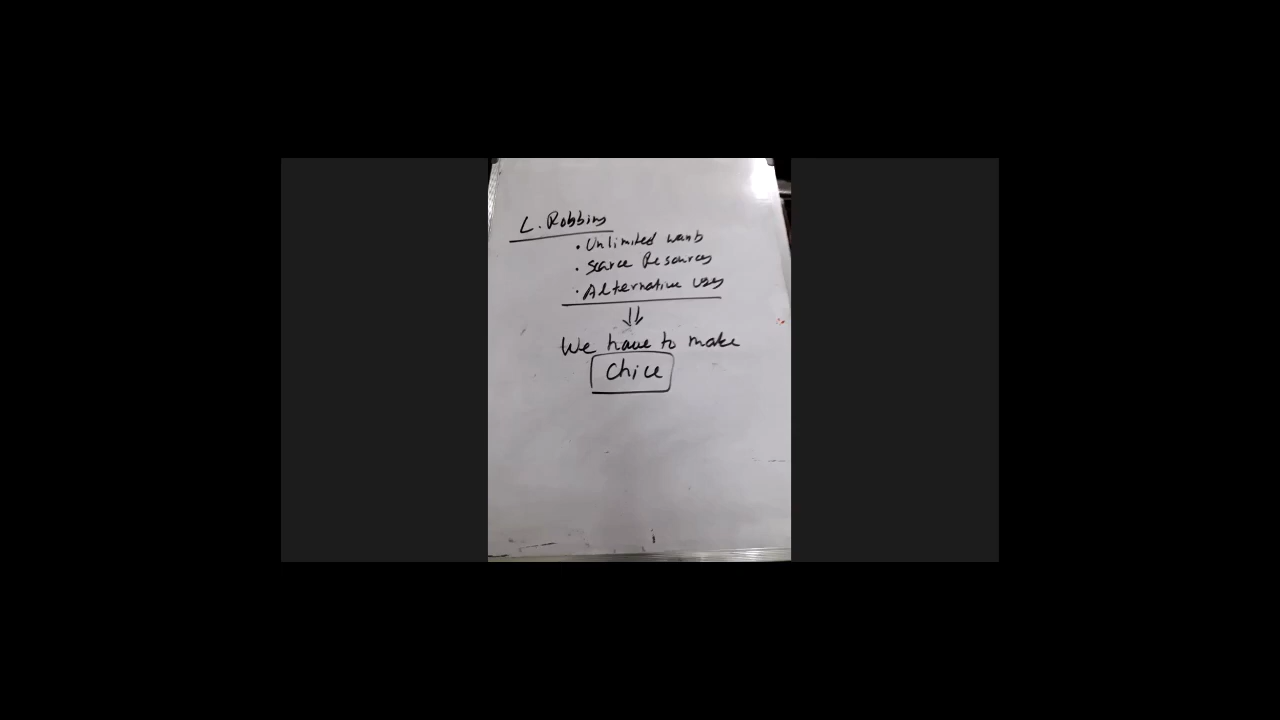 L. Robbins
• Unlimited wants
• Scarce Resources
• Alternative uses
We have to make
Chice